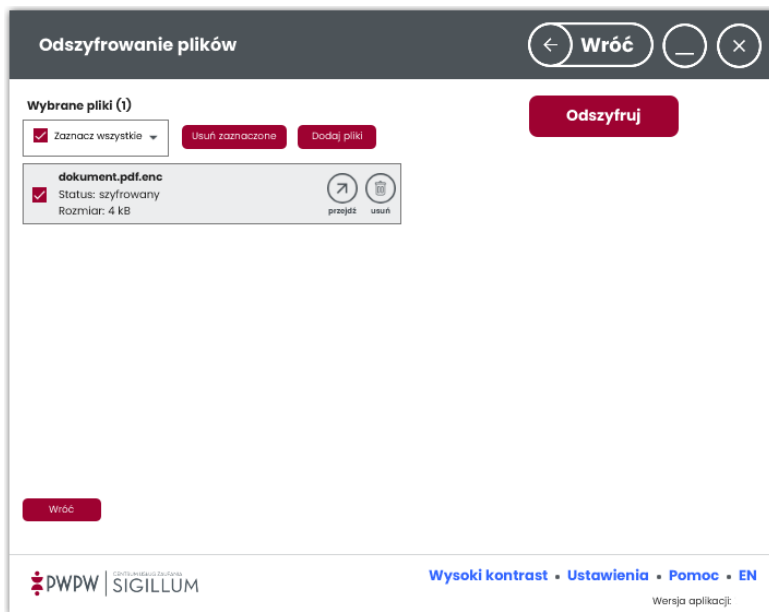 Odszyfrowanie plików
Wróć
Wybrane pliki (1)
Odszyfruj
Zaznacz wszystkie
Usuń zaznaczone
Dodaj pliki
dokument.pdf.enc
Status: szyfrowany
Rozmiar: 4 kB
przejdź
usuń
Wróć
PWPW
SIGILLUM
Wysoki kontrast • Ustawienia • Pomoc • EN
Wersja aplikacji: